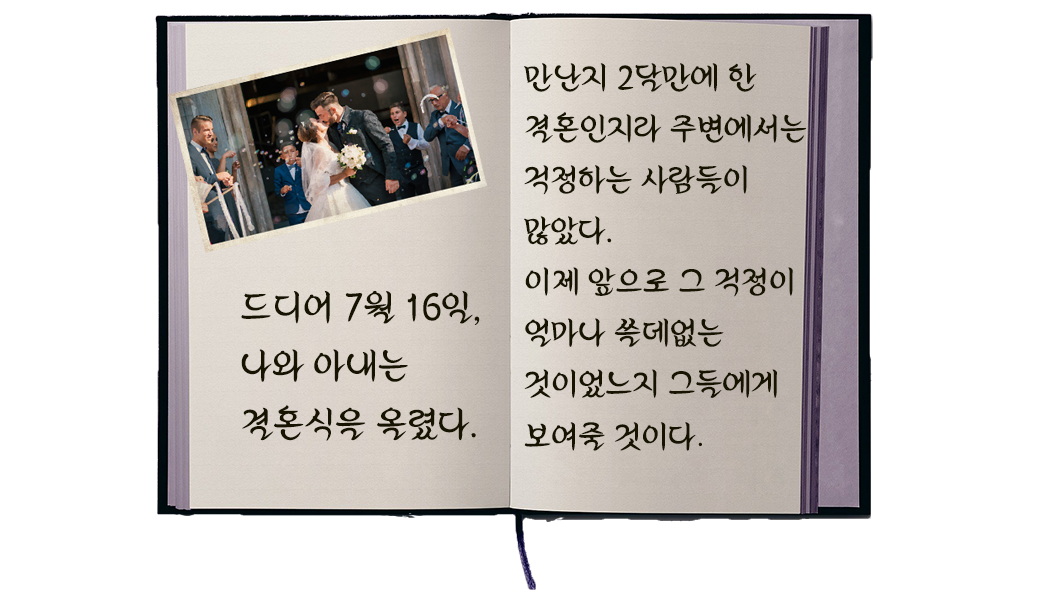 드디어 7월 16일,
나와 아내는
결혼식을 올렸다.
만난지 2달만에 한
결혼인지라 주변에서는
걱정하는 사람들이
많았다.
이제 앞으로 그 걱정이
얼마나 쓸데없는
것이었느지 그들에게
보여줄 것이다.